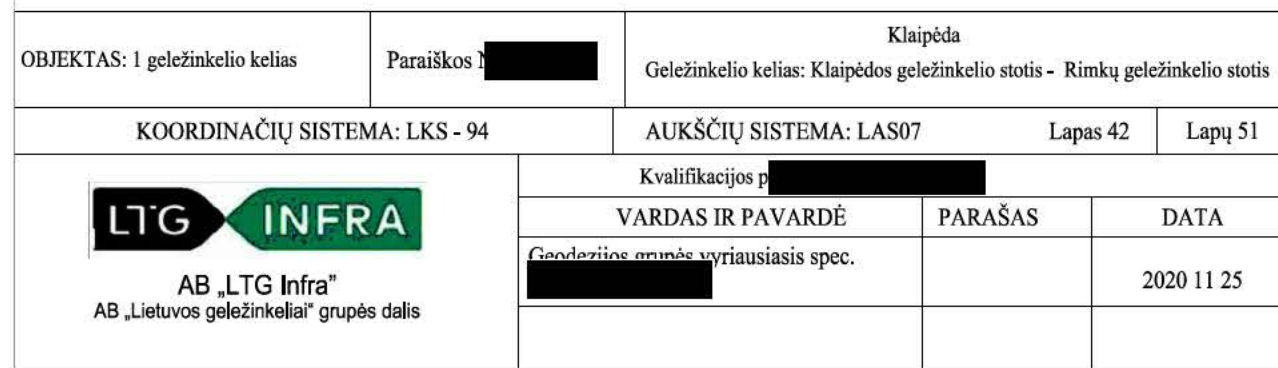 OBJEKTAS: 1 geležinkelio kelias
Paraiškos
Klaipėda
Geležinkelio kelias: Klaipėdos geležinkelio stotis - Rimkų geležinkelio stotis
KOORDINAČIŲ SISTEMA: LKS - 94
AUKŠČIŲ SISTEMA: LAS07
Lapas 42
Lapų 51
LTG INFRA
AB „LTG Infra"
AB „Lietuvos geležinkeliai“ grupės dalis
Kvalifikacijos
VARDAS IR PAVARDĖ
PARAŠAS
DATA
Geodezijos grupės vyriausiasis spec.
2020 11 25